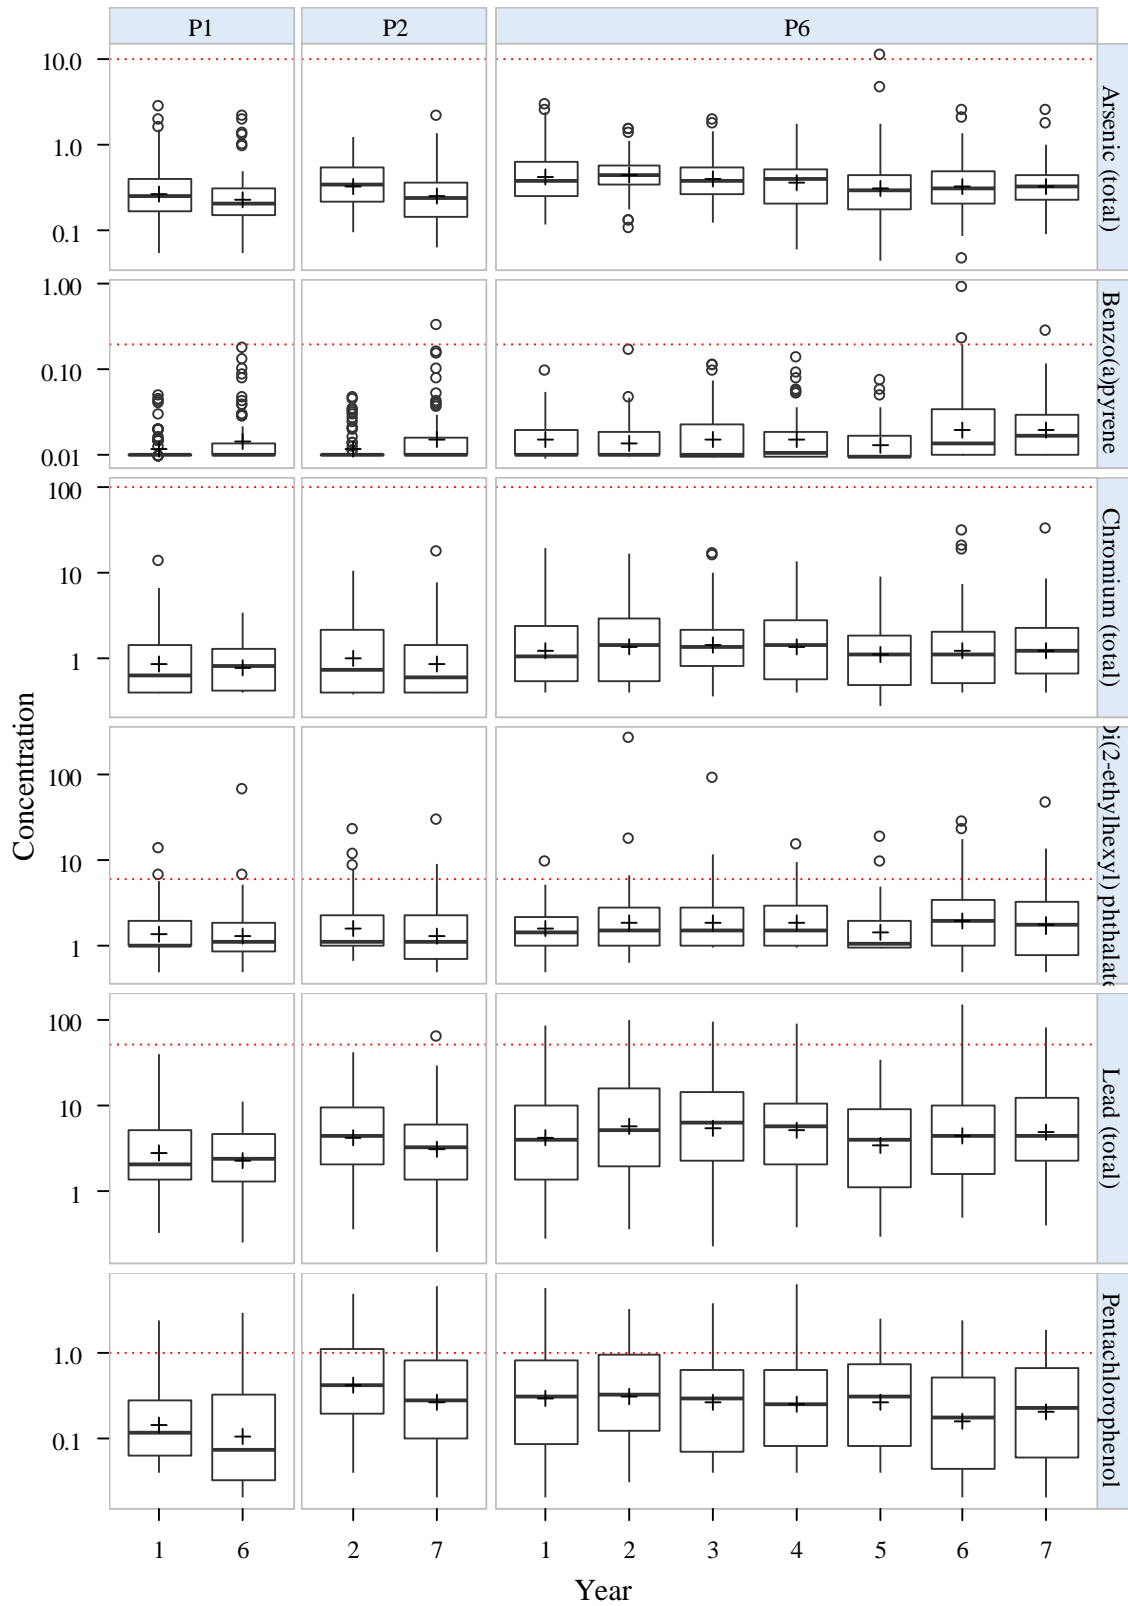 P1 P2 P6
10.0
1.0
0.1
Arsenic (total)
1.00
0.10
0.01
Benzo(a)pyrene
100
10
1
Chromium (total)
100
10
1
Di(2-ethylhexyl) phthalate
100
10
1
Lead (total)
1.0
0.1
Pentachlorophenol
Concentration
1 6 2 7 1 2 3 4 5 6 7
Year